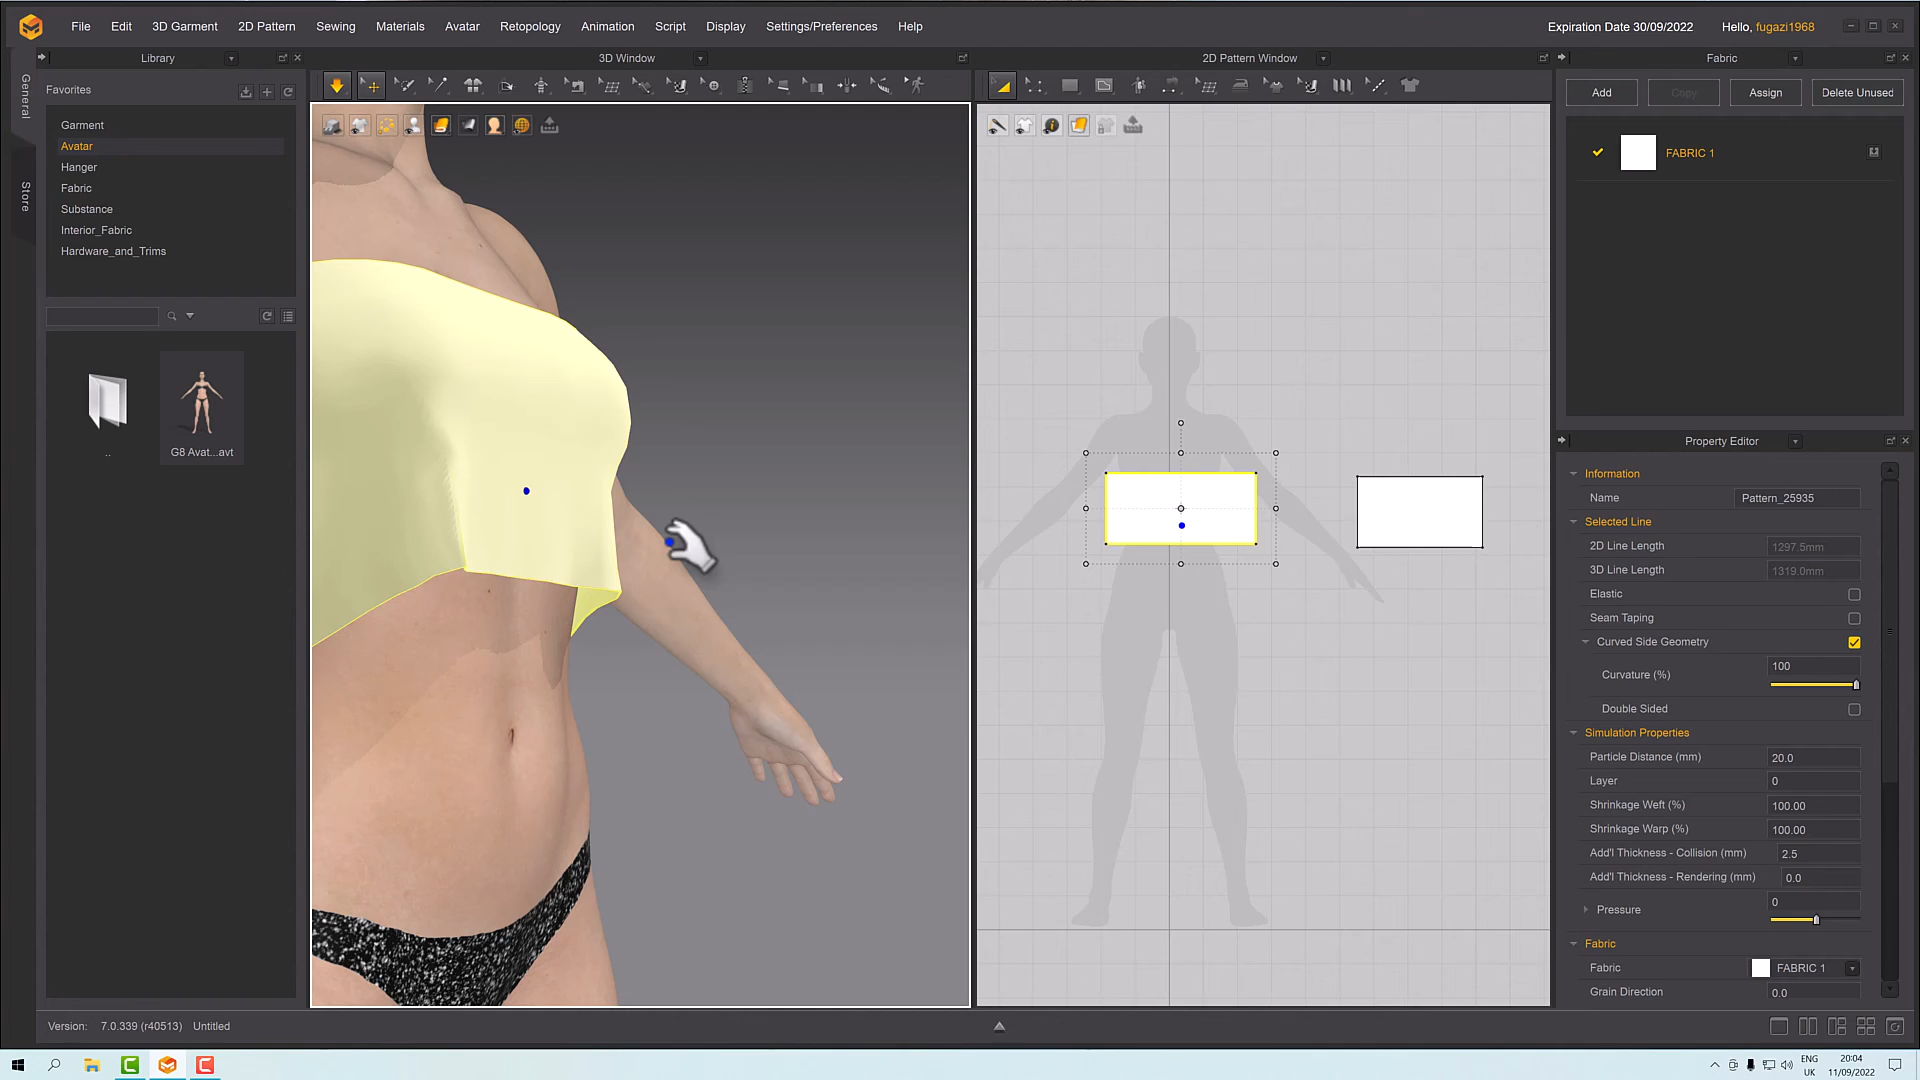 File Edit 3D Garment 2D Pattern Sewing Materials Avatar Retopology Animation Script Display Settings/Preferences Help
Expiration Date 30/09/2022 Hello, fugazi1968
Library 3D Window 2D Pattern Window Fabric
General
Store
Favorites
Garment
Avatar
Hanger
Fabric
Substance
Interior_Fabric
Hardware_and_Trims
..
G8 Avat...avt
Add Copy Assign Delete Unused
FABRIC 1
Property Editor
Information
Name Pattern_25935
Selected Line
2D Line Length 1297.5mm
3D Line Length 1319.0mm
Elastic
Seam Taping
Curved Side Geometry
Curvature (%) 100
Double Sided
Simulation Properties
Particle Distance (mm) 20.0
Layer 0
Shrinkage Weft (%) 100.00
Shrinkage Warp (%) 100.00
Add'l Thickness - Collision (mm) 2.5
Add'l Thickness - Rendering (mm) 0.0
Pressure 0
Fabric
Fabric FABRIC 1
Grain Direction 0.0
Version: 7.0.339 (r40513) Untitled
ENG
UK
20:04
11/09/2022